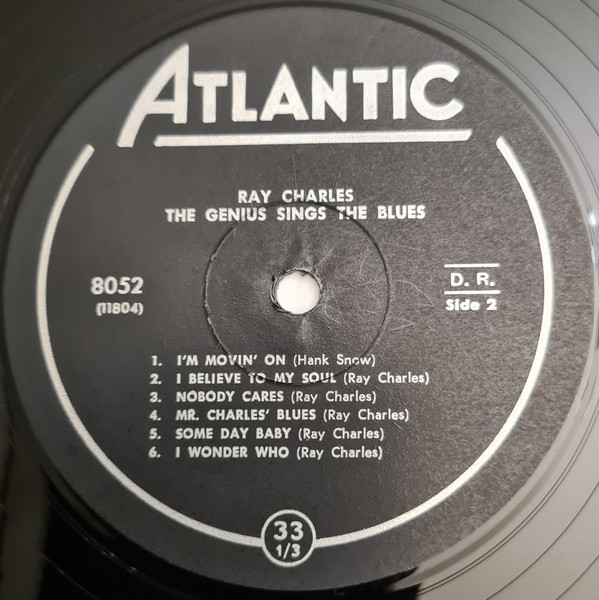 ATLANTIC
RAY CHARLES
THE GENIUS SINGS THE BLUES
8052
(11804)
D. R.
Side 2
1. I'M MOVIN' ON (Hank Snow)
2. I BELIEVE TO MY SOUL (Ray Charles)
3. NOBODY CARES (Ray Charles)
4. MR. CHARLES' BLUES (Ray Charles)
5. SOME DAY BABY (Ray Charles)
6. I WONDER WHO (Ray Charles)
33
1/3